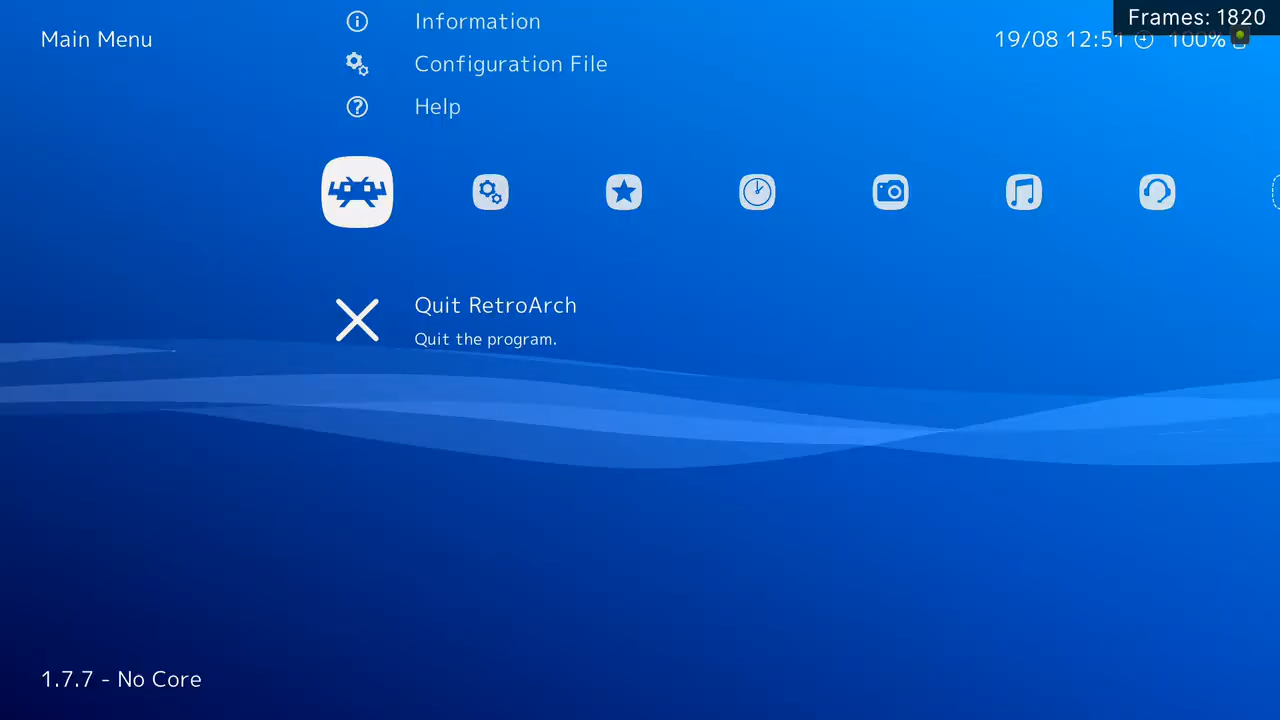 Information
Frames: 1820
Main Menu
19/08 12:51
100%
Configuration File
Help
Quit RetroArch
Quit the program.
1.7.7 - No Core